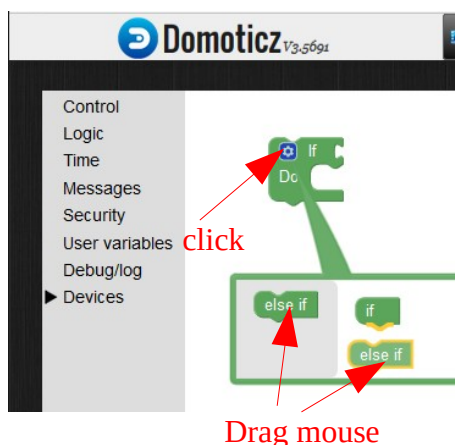 Domoticz V3.5691
Control
Logic
Time
Messages
Security
User variables
Debug/log
Devices
If
Do
click
else if
if
else if
Drag mouse